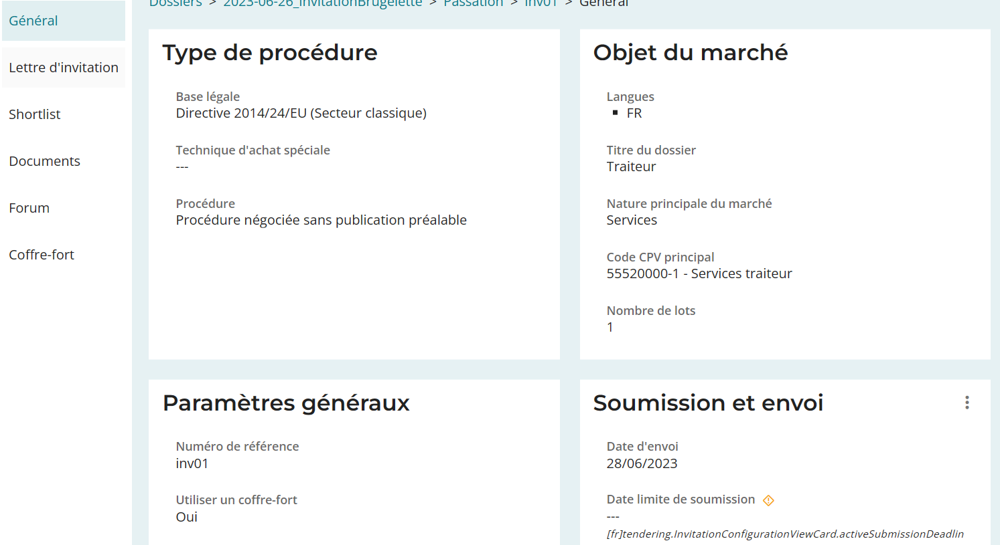 Général
Lettre d'invitation
Shortlist
Documents
Forum
Coffre-fort
Dossiers > 2023-06-26_InvitationBrugelette > Passation > inv01 > Général
Type de procédure
Base légale
Directive 2014/24/EU (Secteur classique)
Technique d'achat spéciale
---
Procédure
Procédure négociée sans publication préalable
Objet du marché
Langues
▪ FR
Titre du dossier
Traiteur
Nature principale du marché
Services
Code CPV principal
55520000-1 - Services traiteur
Nombre de lots
1
Paramètres généraux
Numéro de référence
inv01
Utiliser un coffre-fort
Oui
Soumission et envoi
Date d'envoi
28/06/2023
Date limite de soumission
---
[fr]tendering.InvitationConfigurationViewCard.activeSubmissionDeadlin